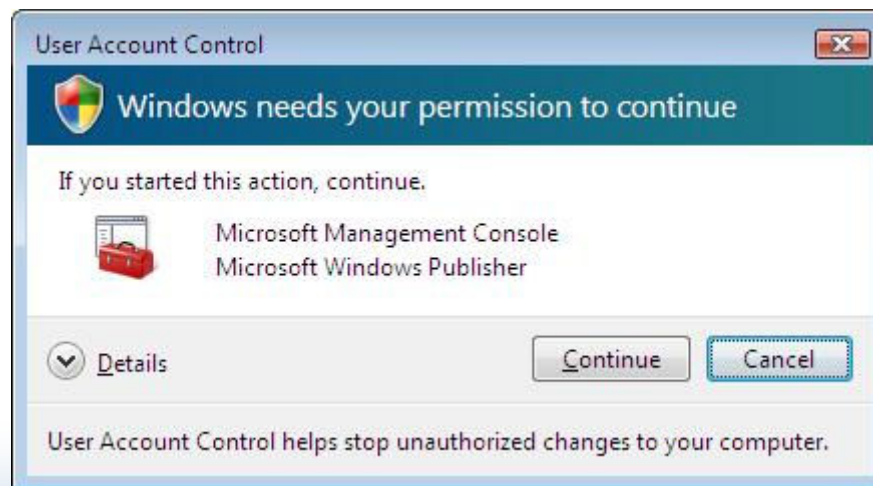 User Account Control
Windows needs your permission to continue
If you started this action, continue.
Microsoft Management Console
Microsoft Windows Publisher
Details
Continue
Cancel
User Account Control helps stop unauthorized changes to your computer.